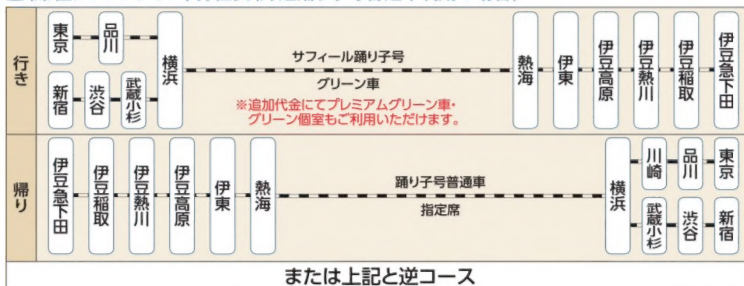 行き
東京
品川
新宿
渋谷
武蔵小杉
横浜
サフィール踊り子号
グリーン車
※追加代金にてプレミアムグリーン車・
グリーン個室もご利用いただけます。
熱海
伊東
伊豆高原
伊豆熱川
伊豆稲取
伊豆急下田
帰り
伊豆急下田
伊豆稲取
伊豆熱川
伊豆高原
伊東
熱海
踊り子号普通車
指定席
横浜
川崎
品川
東京
武蔵小杉
渋谷
新宿
または上記と逆コース